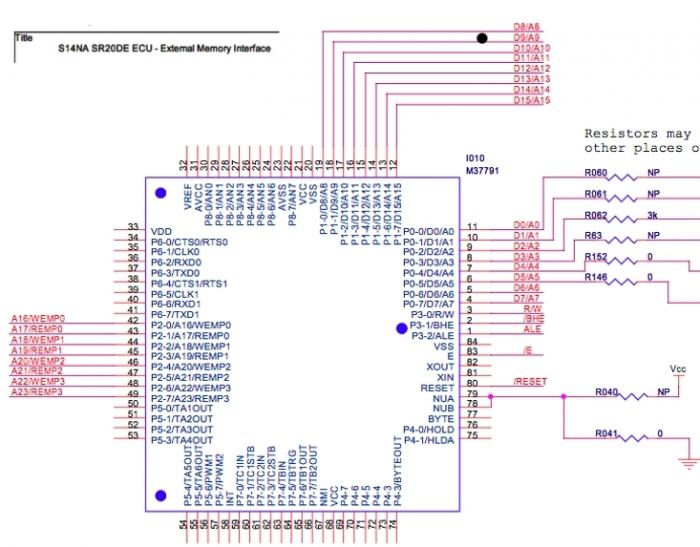 Title
S14NA SR20DE ECU - External Memory Interface
D8/A8
D9/A9
D10/A10
D11/A11
D12/A12
D13/A13
D14/A14
D15/A15
Resistors may
other places o
I010
M37791
32 31 30 29 28 27 26 25 24 23 22 21 20 19 18 17 16 15 14 13 12
VREF
AVCC
P8-0/AN0
P8-1/AN1
P8-2/AN2
P8-3/AN3
P8-4/AN4
P8-5/AN5
P8-6/AN6
AVSS
P8-7/AN7
VCC
VSS
P1-0/D8/A8
P1-1/D9/A9
P1-2/D10/A10
P1-3/D11/A11
P1-4/D12/A12
P1-5/D13/A13
P1-6/D14/A14
P1-7/D15/A15
33 VDD
34 P6-0/CTS0/RTS0
35 P6-1/CLK0
36 P6-2/RXD0
37 P6-3/TXD0
38 P6-4/CTS1/RTS1
39 P6-5/CLK1
40 P6-6/RXD1
41 P6-7/TXD1
A16/WEMP0 42 P2-0/A16/WEMP0
A17/REMP0 43 P2-1/A17/REMP0
A18/WEMP1 44 P2-2/A18/WEMP1
A19/REMP1 45 P2-3/A19/REMP1
A20/WEMP2 46 P2-4/A20/WEMP2
A21/REMP2 47 P2-5/A21/REMP2
A22/WEMP3 48 P2-6/A22/WEMP3
A23/REMP3 49 P2-7/A23/REMP3
50 P5-0/TA1OUT
51 P5-1/TA2OUT
52 P5-2/TA3OUT
53 P5-3/TA4OUT
P0-0/D0/A0 11 D0/A0
P0-1/D1/A1 10 D1/A1
P0-2/D2/A2 9 D2/A2
P0-3/D3/A3 8 D3/A3
P0-4/D4/A4 7 D4/A4
P0-5/D5/A5 6 D5/A5
P0-6/D6/A6 5 D6/A6
P0-7/D7/A7 4 D7/A7
P3-0/R/W 3 R/W
P3-1/BHE 2 /BHE
P3-2/ALE 1 ALE
VSS 84
E 83 /E
XOUT 82
XIN 81
RESET 80 /RESET
NUA 79
NUB 78
BYTE 77
P4-0/HOLD 76
P4-1/HLDA 75
R060 NP
R061 NP
R062 3k
R63 NP
R152 0
R146 0
Vcc
R040 NP
R041 0
P5-4/TA5OUT
P5-5/TA6OUT
P5-6/PWM1
P5-7/PWM2
INT
P7-0/TC1IN
P7-1/TC1STB
P7-2/TC2IN
P7-3/TC2STB
P7-4/TBIN
P7-5/TBTRG
P7-6/TB1OUT
P7-7/TB2OUT
NMI
VCC
P4-7
P4-6
P4-5
P4-4
P4-3
P4-3/BYTEOUT
54 55 56 57 58 59 60 61 62 63 64 65 66 67 68 69 70 71 72 73 74